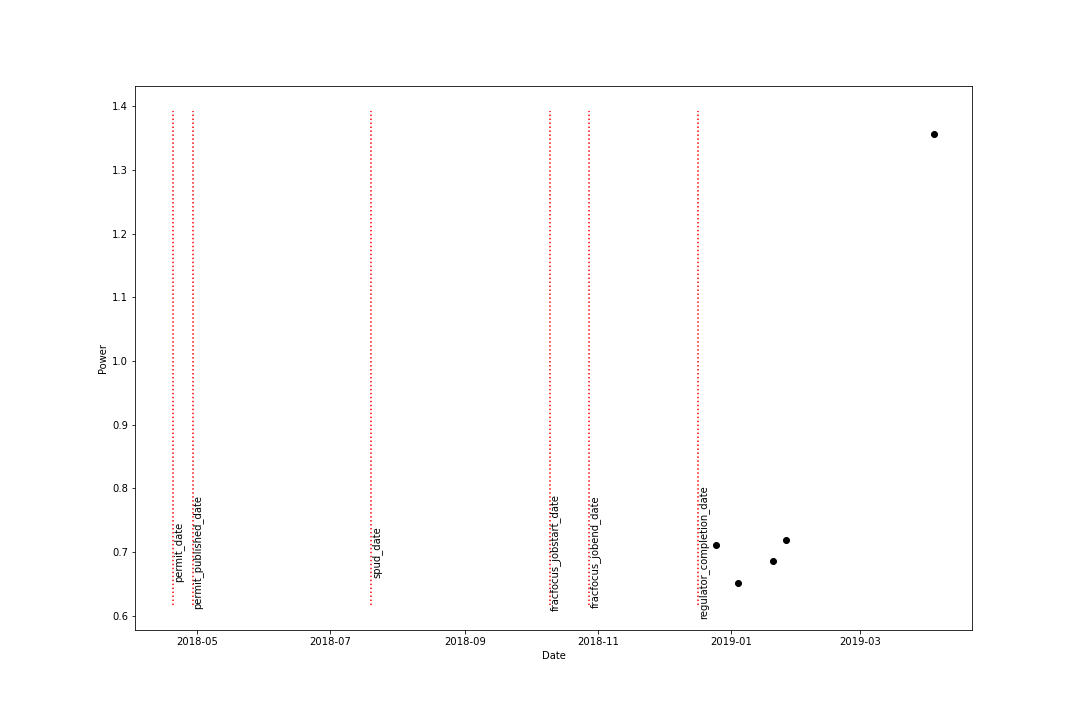 1.4
1.3
1.2
1.1
1.0
0.9
0.8
0.7
0.6
Power
permit_date
permit_published_date
spud_date
fracfocus_jobstart_date
fracfocus_jobend_date
regulator_completion_date
2018-05
2018-07
2018-09
2018-11
2019-01
2019-03
Date